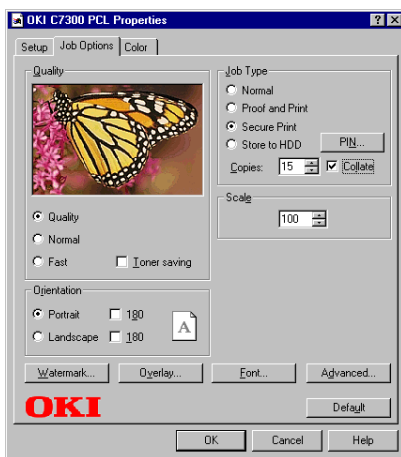 OKI C7300 PCL Properties
Setup Job Options Color
Quality
Quality
Normal
Fast Toner saving
Orientation
Portrait 180
Landscape 180
A
Job Type
Normal
Proof and Print
Secure Print
Store to HDD PIN...
Copies: 15 Collate
Scale
100
Watermark... Overlay... Font... Advanced...
OKI Default
OK Cancel Help